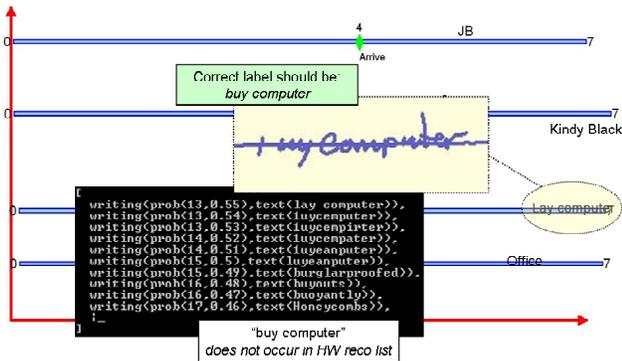 4
JB
0
7
Arrive
Correct label should be:
buy computer
0
7
Kindy Black
buy Computer
[
writing(prob(13,0.55),text(lay computer)),
writing(prob(13,0.54),text(iuycemputer)),
writing(prob(13,0.53),text(iuycempirter)),
writing(prob(14,0.52),text(iuycempater)),
writing(prob(14,0.51),text(luyeanputer)),
writing(prob(15,0.5),text(luyeanputer)),
writing(prob(15,0.49),text(burglarproofed)),
writing(prob(16,0.48),text(buyouts)),
writing(prob(16,0.47),text(buoyantly)),
writing(prob(17,0.46),text(Honeycombs)),
:_
]
0
Lay computer
7
0
Office
7
"buy computer"
does not occur in HW reco list